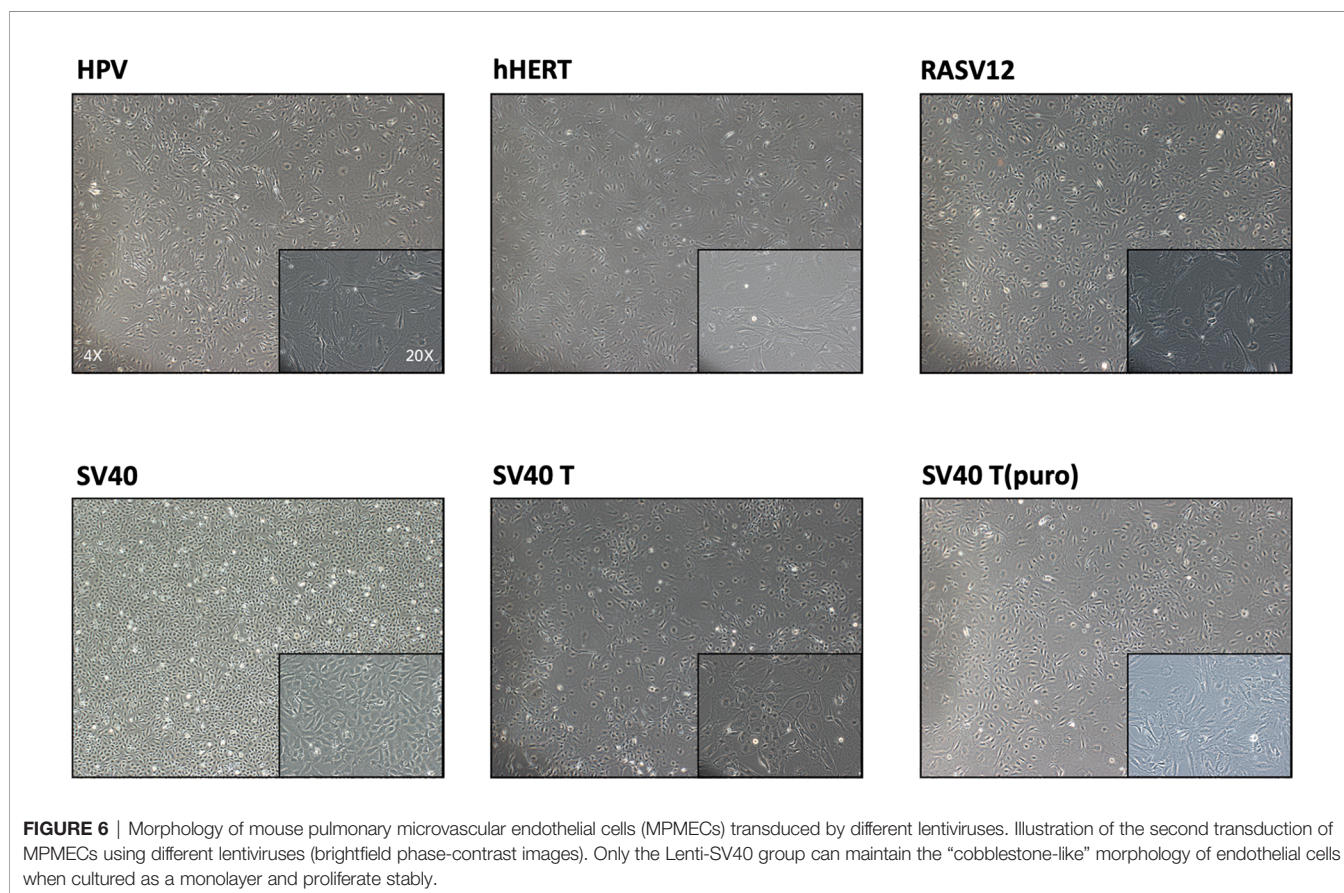 HPV
hHERT
RASV12
4X
20X
SV40
SV40 T
SV40 T(puro)
FIGURE 6 | Morphology of mouse pulmonary microvascular endothelial cells (MPMECs) transduced by different lentiviruses. Illustration of the second transduction of
MPMECs using different lentiviruses (brightfield phase-contrast images). Only the Lenti-SV40 group can maintain the “cobblestone-like” morphology of endothelial cells
when cultured as a monolayer and proliferate stably.